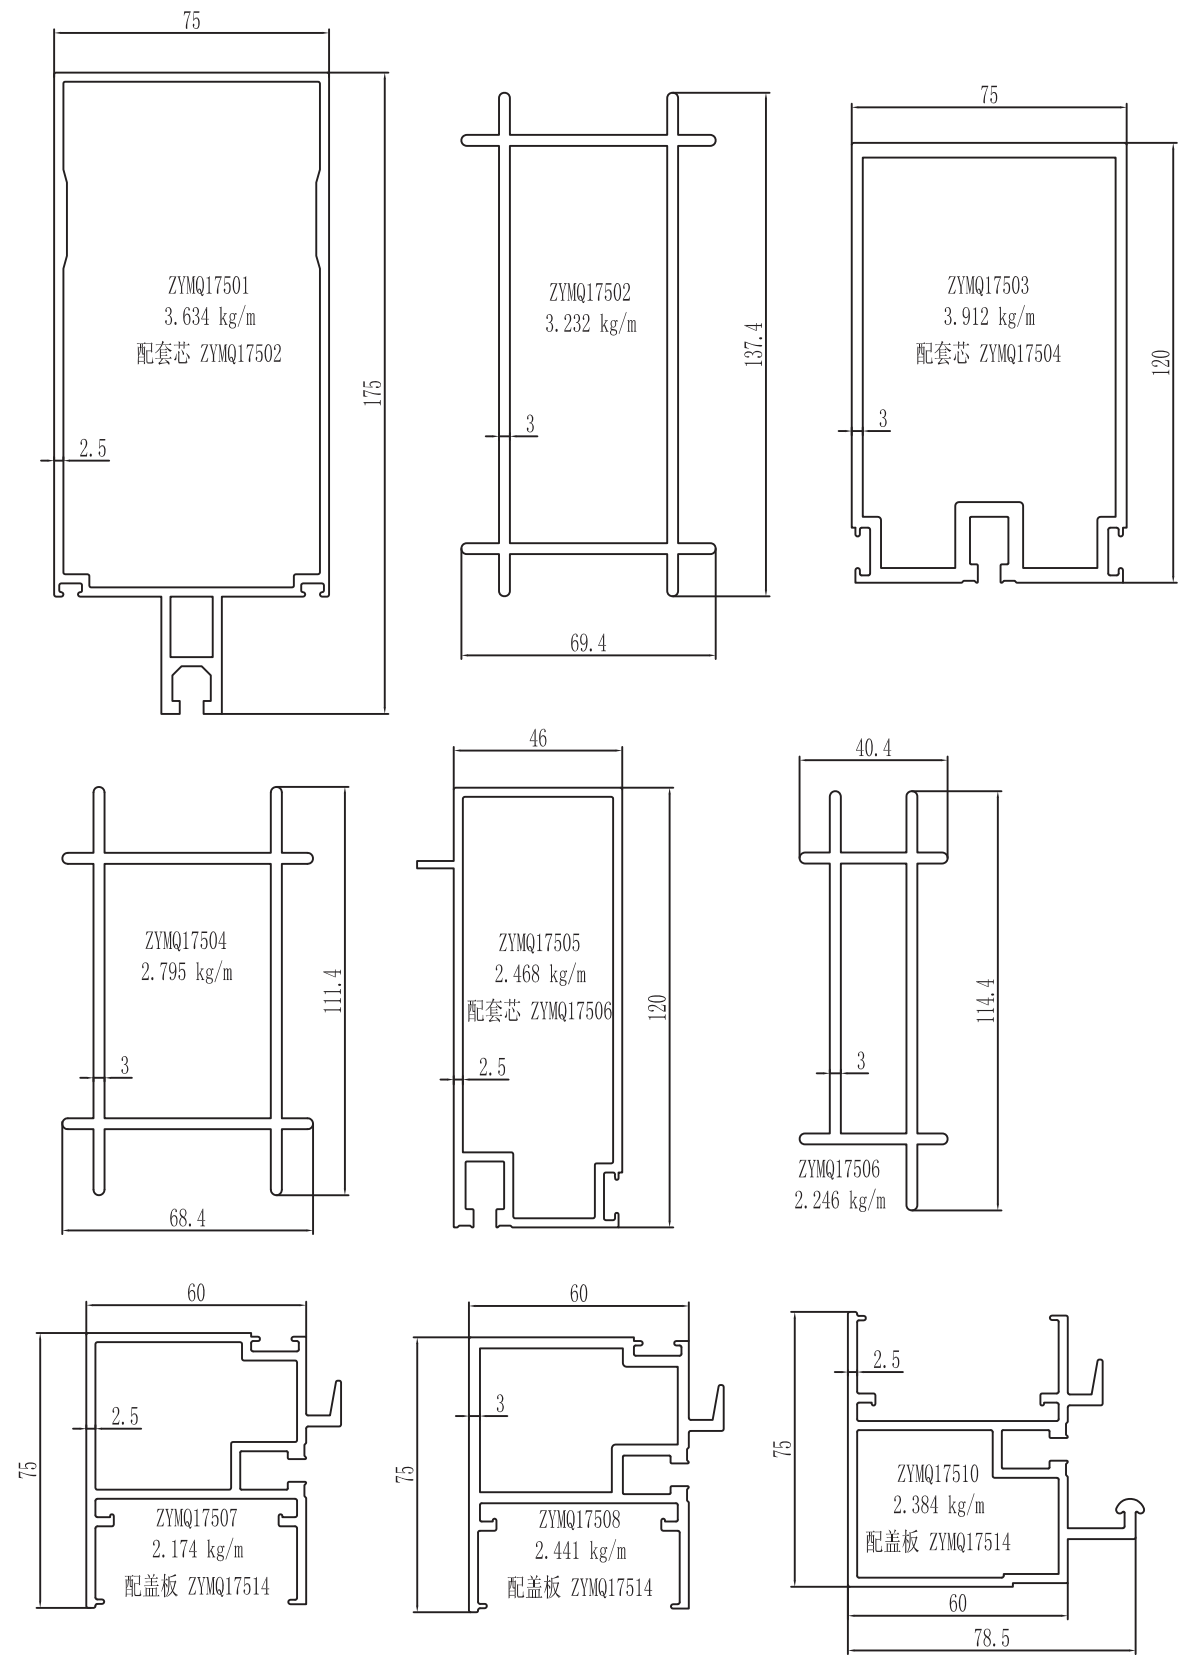 75
ZYMQ17501
3.634 kg/m
配套芯 ZYMQ17502
2.5
175
ZYMQ17502
3.232 kg/m
137.4
3
69.4
75
ZYMQ17503
3.912 kg/m
配套芯 ZYMQ17504
3
120
ZYMQ17504
2.795 kg/m
111.4
3
68.4
46
ZYMQ17505
2.468 kg/m
配套芯 ZYMQ17506
120
2.5
40.4
114.4
3
ZYMQ17506
2.246 kg/m
60
2.5
75
ZYMQ17507
2.174 kg/m
配盖板 ZYMQ17514
60
3
75
ZYMQ17508
2.441 kg/m
配盖板 ZYMQ17514
2.5
75
ZYMQ17510
2.384 kg/m
配盖板 ZYMQ17514
60
78.5